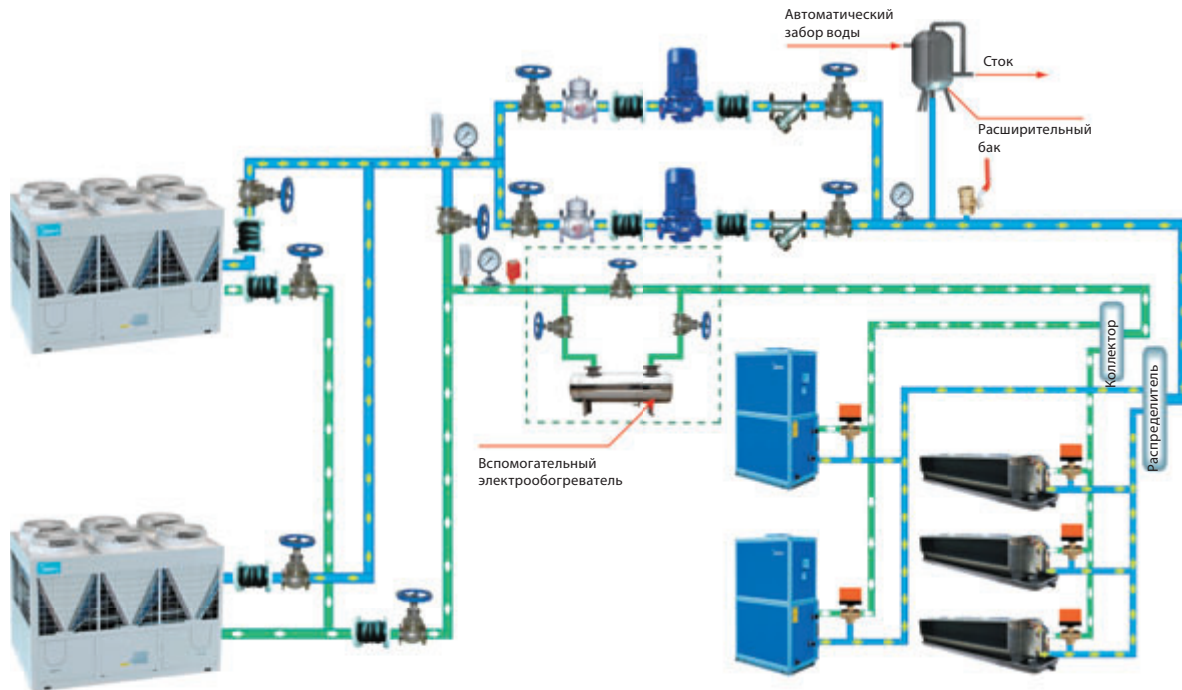 Автоматический
забор воды
Сток
Расширительный
бак
Коллектор
Распределитель
Вспомогательный
электрообогреватель